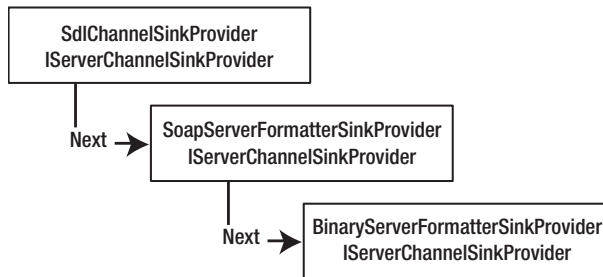 SdlChannelSinkProvider
IServerChannelSinkProvider
Next
SoapServerFormatterSinkProvider
IServerChannelSinkProvider
Next
BinaryServerFormatterSinkProvider
IServerChannelSinkProvider